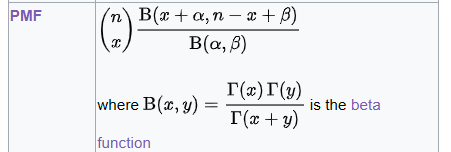 PMF
(n x) B(x + α, n − x + β) / B(α, β)
where B(x, y) = Γ(x) Γ(y) / Γ(x + y) is the beta
function